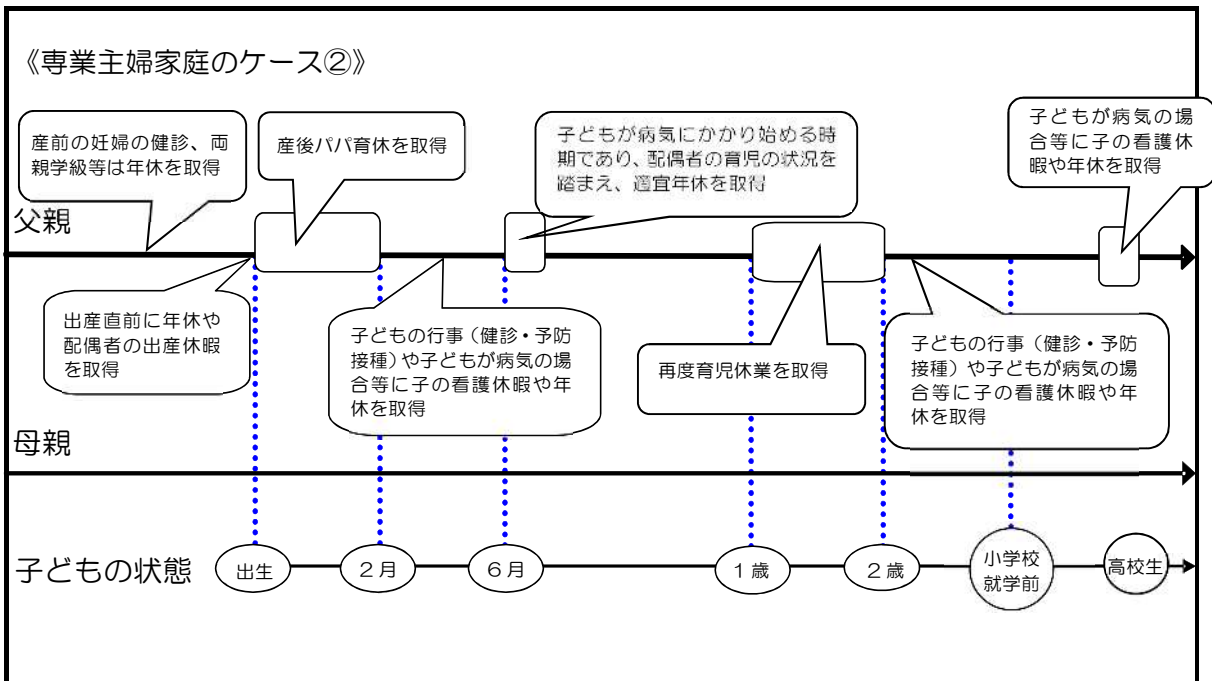 《専業主婦家庭のケース②》
産前の妊婦の健診、両
親学級等は年休を取得
産後パパ育休を取得
子どもが病気にかかり始める時
期であり、配偶者の育児の状況を
踏まえ、適宜年休を取得
子どもが病気の場
合等に子の看護休
暇や年休を取得
父親
出産直前に年休や
配偶者の出産休暇
を取得
子どもの行事（健診・予防
接種）や子どもが病気の場
合等に子の看護休暇や年
休を取得
再度育児休業を取得
子どもの行事（健診・予防
接種）や子どもが病気の場
合等に子の看護休暇や年
休を取得
母親
子どもの状態
出生
２月
６月
１歳
２歳
小学校
就学前
高校生